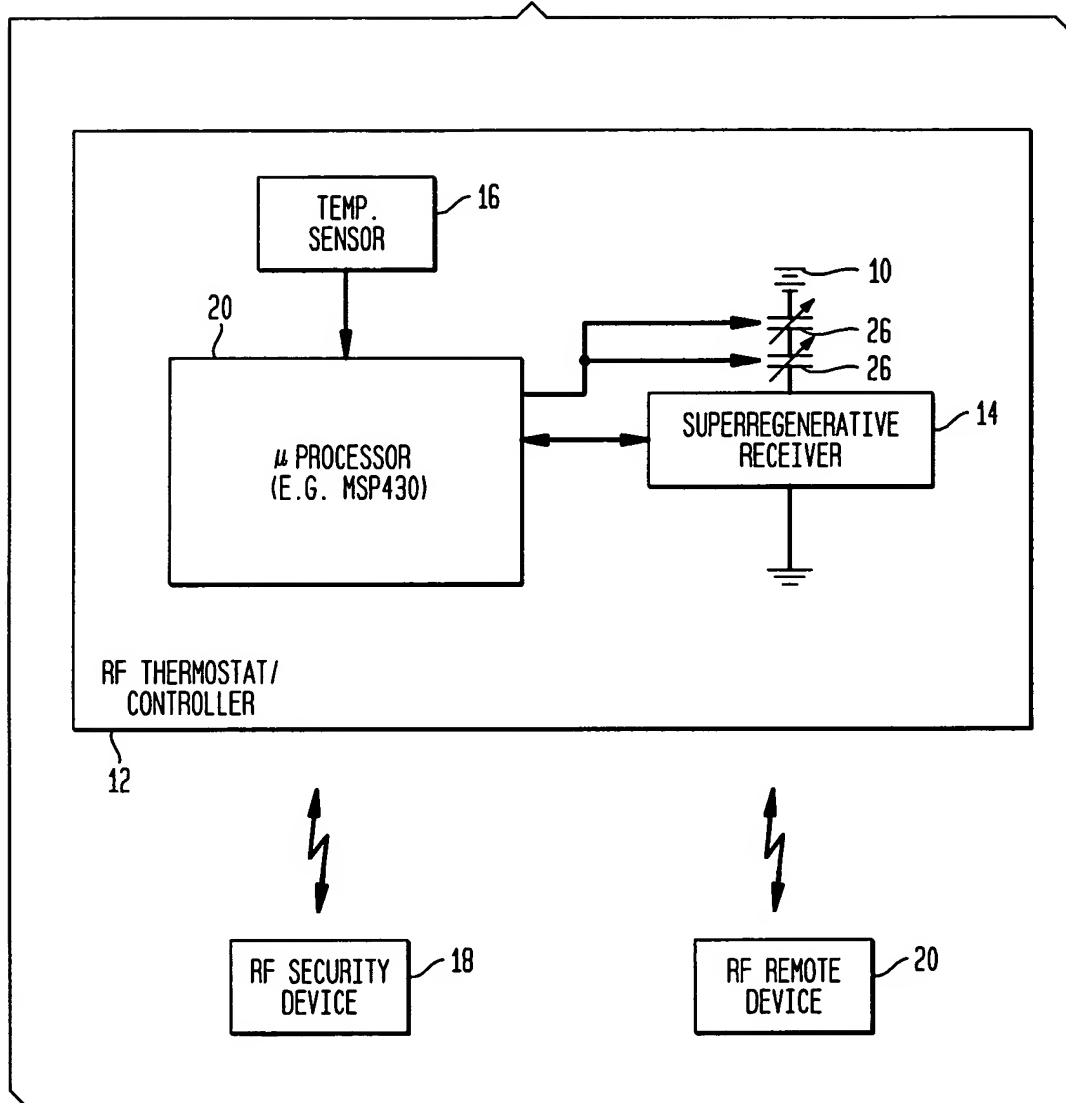 TEMP.
SENSOR
16
10
20
26
26
SUPERREGENERATIVE
RECEIVER
14
μ PROCESSOR
(E.G. MSP430)
RF THERMOSTAT/
CONTROLLER
12
RF SECURITY
DEVICE
18
RF REMOTE
DEVICE
20